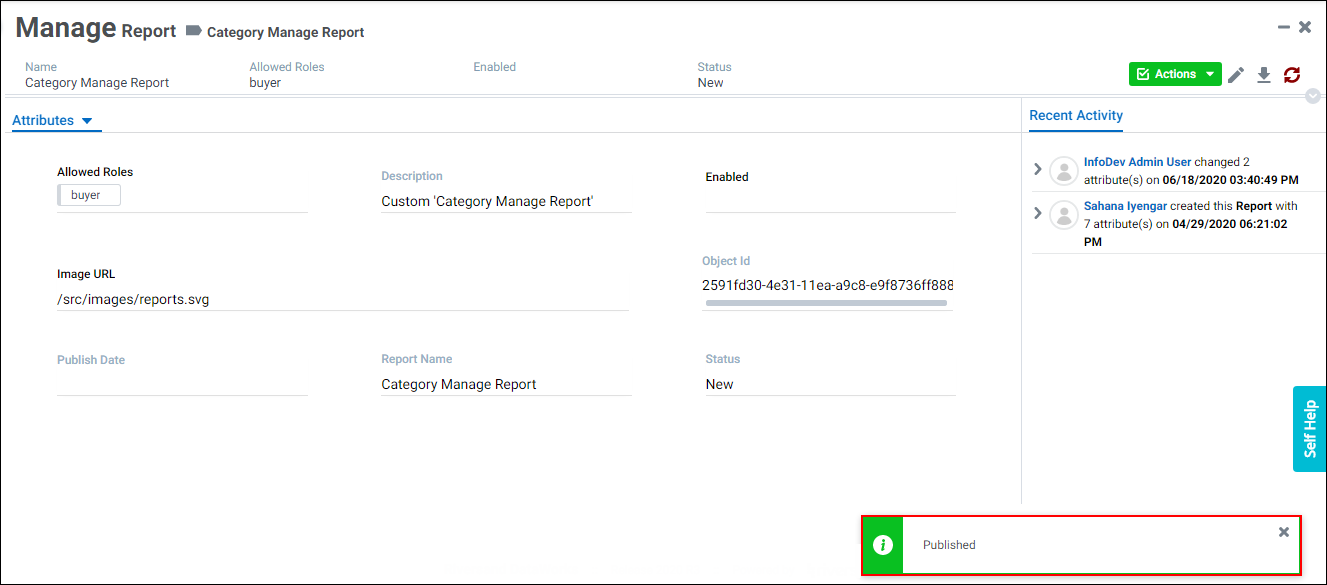 Manage Report Category Manage Report
Name
Category Manage Report
Allowed Roles
buyer
Enabled
Status
New
Actions
Attributes
Recent Activity
Allowed Roles
buyer
Description
Custom 'Category Manage Report'
Enabled
Image URL
/src/images/reports.svg
Object Id
2591fd30-4e31-11ea-a9c8-e9f8736ff888
Publish Date
Report Name
Category Manage Report
Status
New
InfoDev Admin User changed 2
attribute(s) on 06/18/2020 03:40:49 PM
Sahana Iyengar created this Report with
7 attribute(s) on 04/29/2020 06:21:02
PM
Self Help
Published